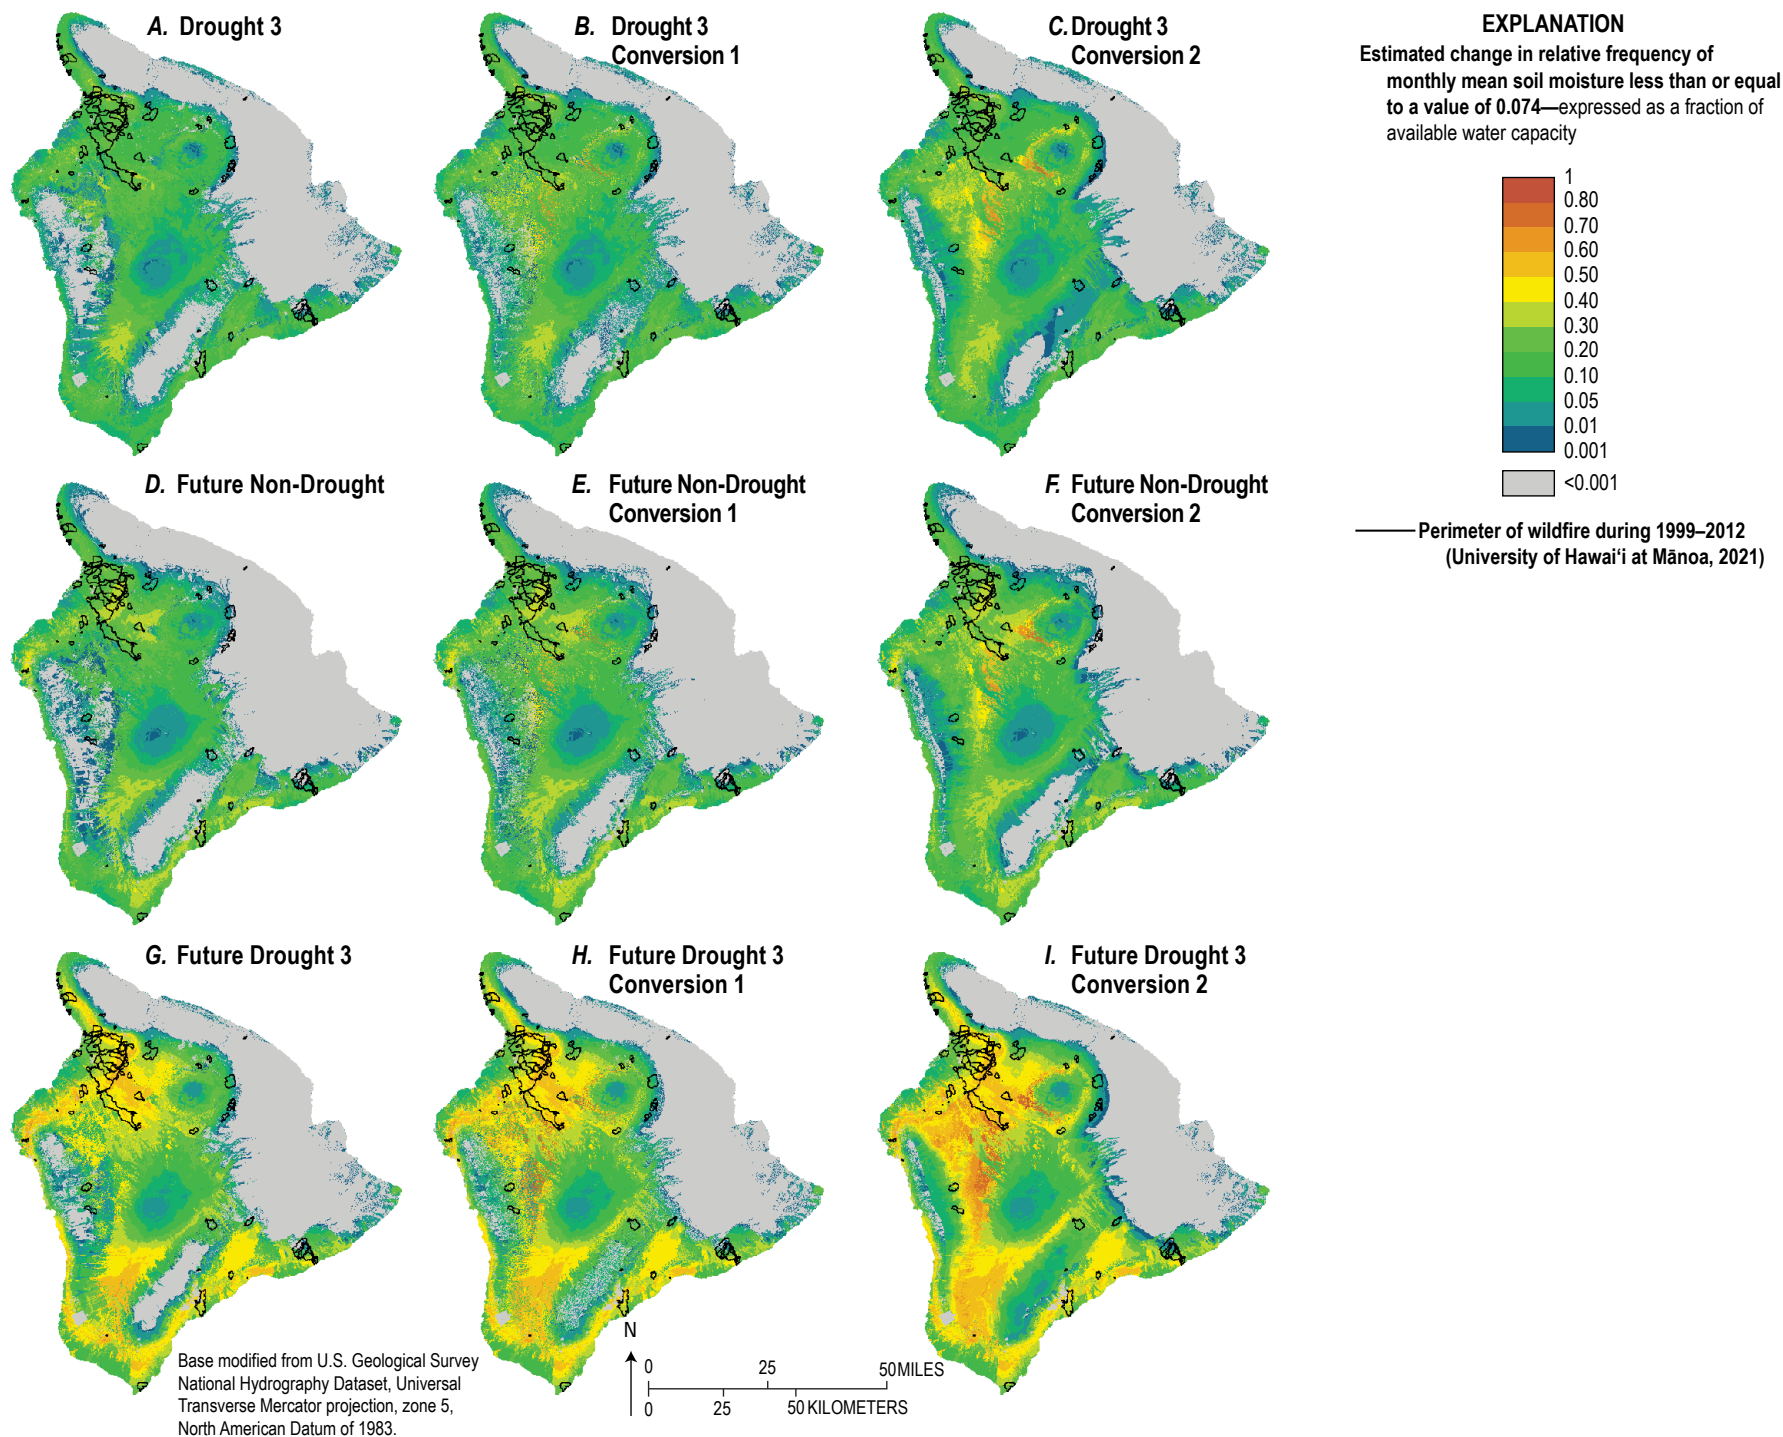 A. Drought 3
B. Drought 3
Conversion 1
C. Drought 3
Conversion 2
EXPLANATION
Estimated change in relative frequency of
monthly mean soil moisture less than or equal
to a value of 0.074—expressed as a fraction of
available water capacity
1
0.80
0.70
0.60
0.50
0.40
0.30
0.20
0.10
0.05
0.01
0.001
<0.001
Perimeter of wildfire during 1999–2012
(University of Hawai‘i at Mānoa, 2021)
D. Future Non-Drought
E. Future Non-Drought
Conversion 1
F. Future Non-Drought
Conversion 2
G. Future Drought 3
H. Future Drought 3
Conversion 1
I. Future Drought 3
Conversion 2
Base modified from U.S. Geological Survey
National Hydrography Dataset, Universal
Transverse Mercator projection, zone 5,
North American Datum of 1983.
N
0 25 50 MILES
0 25 50 KILOMETERS